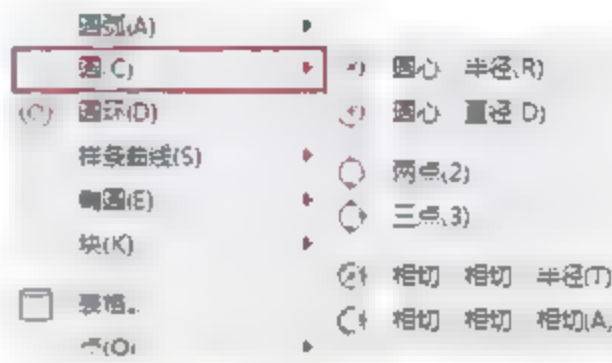 圆弧(A)
圆(C)
圆环(D)
样条曲线(S)
椭圆(E)
块(K)
表格...
点(O)
圆心 半径(R)
圆心 直径(D)
两点(2)
三点(3)
相切 相切 半径(T)
相切 相切 相切(A)